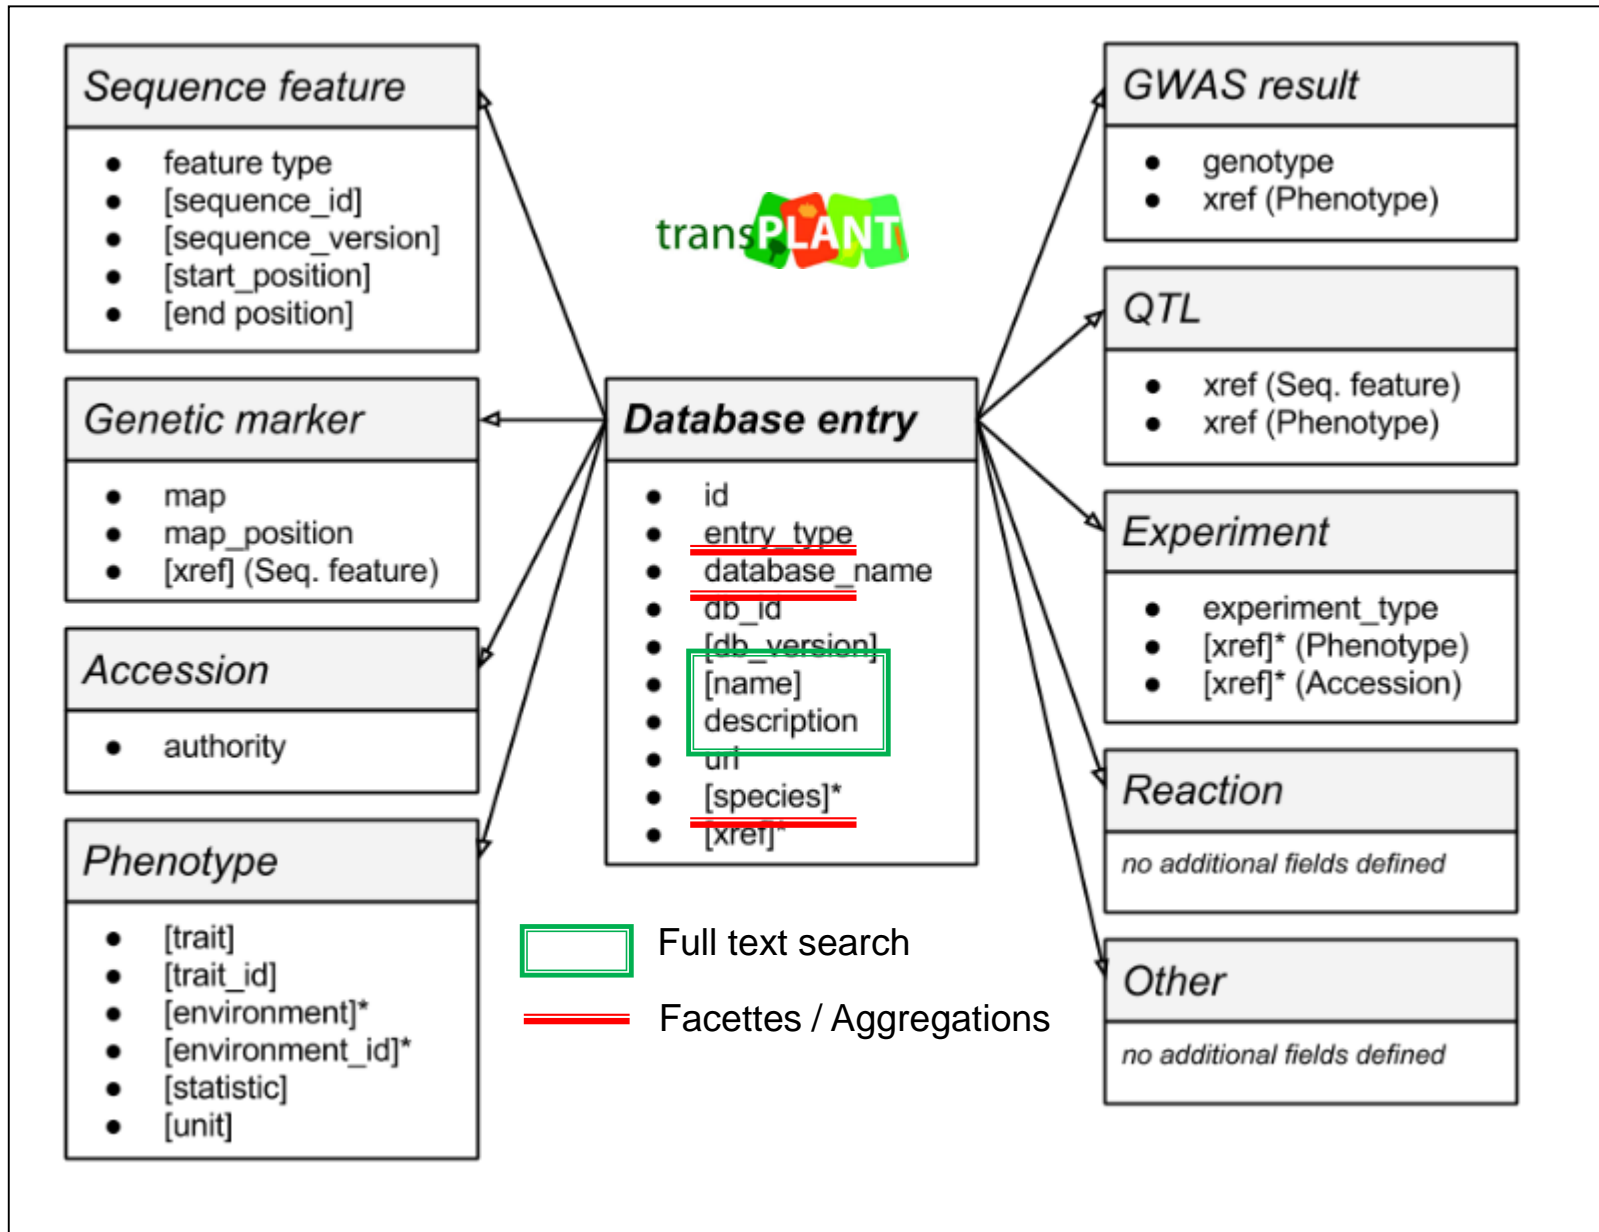 Sequence feature
● feature type
● [sequence_id]
● [sequence_version]
● [start_position]
● [end position]
Genetic marker
● map
● map_position
● [xref] (Seq. feature)
Accession
● authority
Phenotype
● [trait]
● [trait_id]
● [environment]*
● [environment_id]*
● [statistic]
● [unit]
transPLANT
Database entry
● id
● entry_type
● database_name
● db_id
● [db_version]
● [name]
● description
● url
● [species]*
● [xref]*
Full text search
Facettes / Aggregations
GWAS result
● genotype
● xref (Phenotype)
QTL
● xref (Seq. feature)
● xref (Phenotype)
Experiment
● experiment_type
● [xref]* (Phenotype)
● [xref]* (Accession)
Reaction
no additional fields defined
Other
no additional fields defined